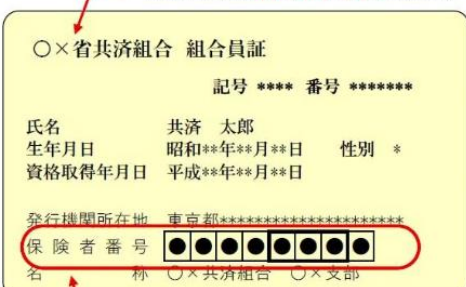 ○×省共済組合 組合員証
記号 **** 番号 *******
氏名 共済 太郎
生年月日 昭和**年**月**日 性別 *
資格取得年月日 平成**年**月**日
発行機関所在地 東京都**********************
保険者番号 ●●●●●●●●
名称 ○×共済組合 ○×支部